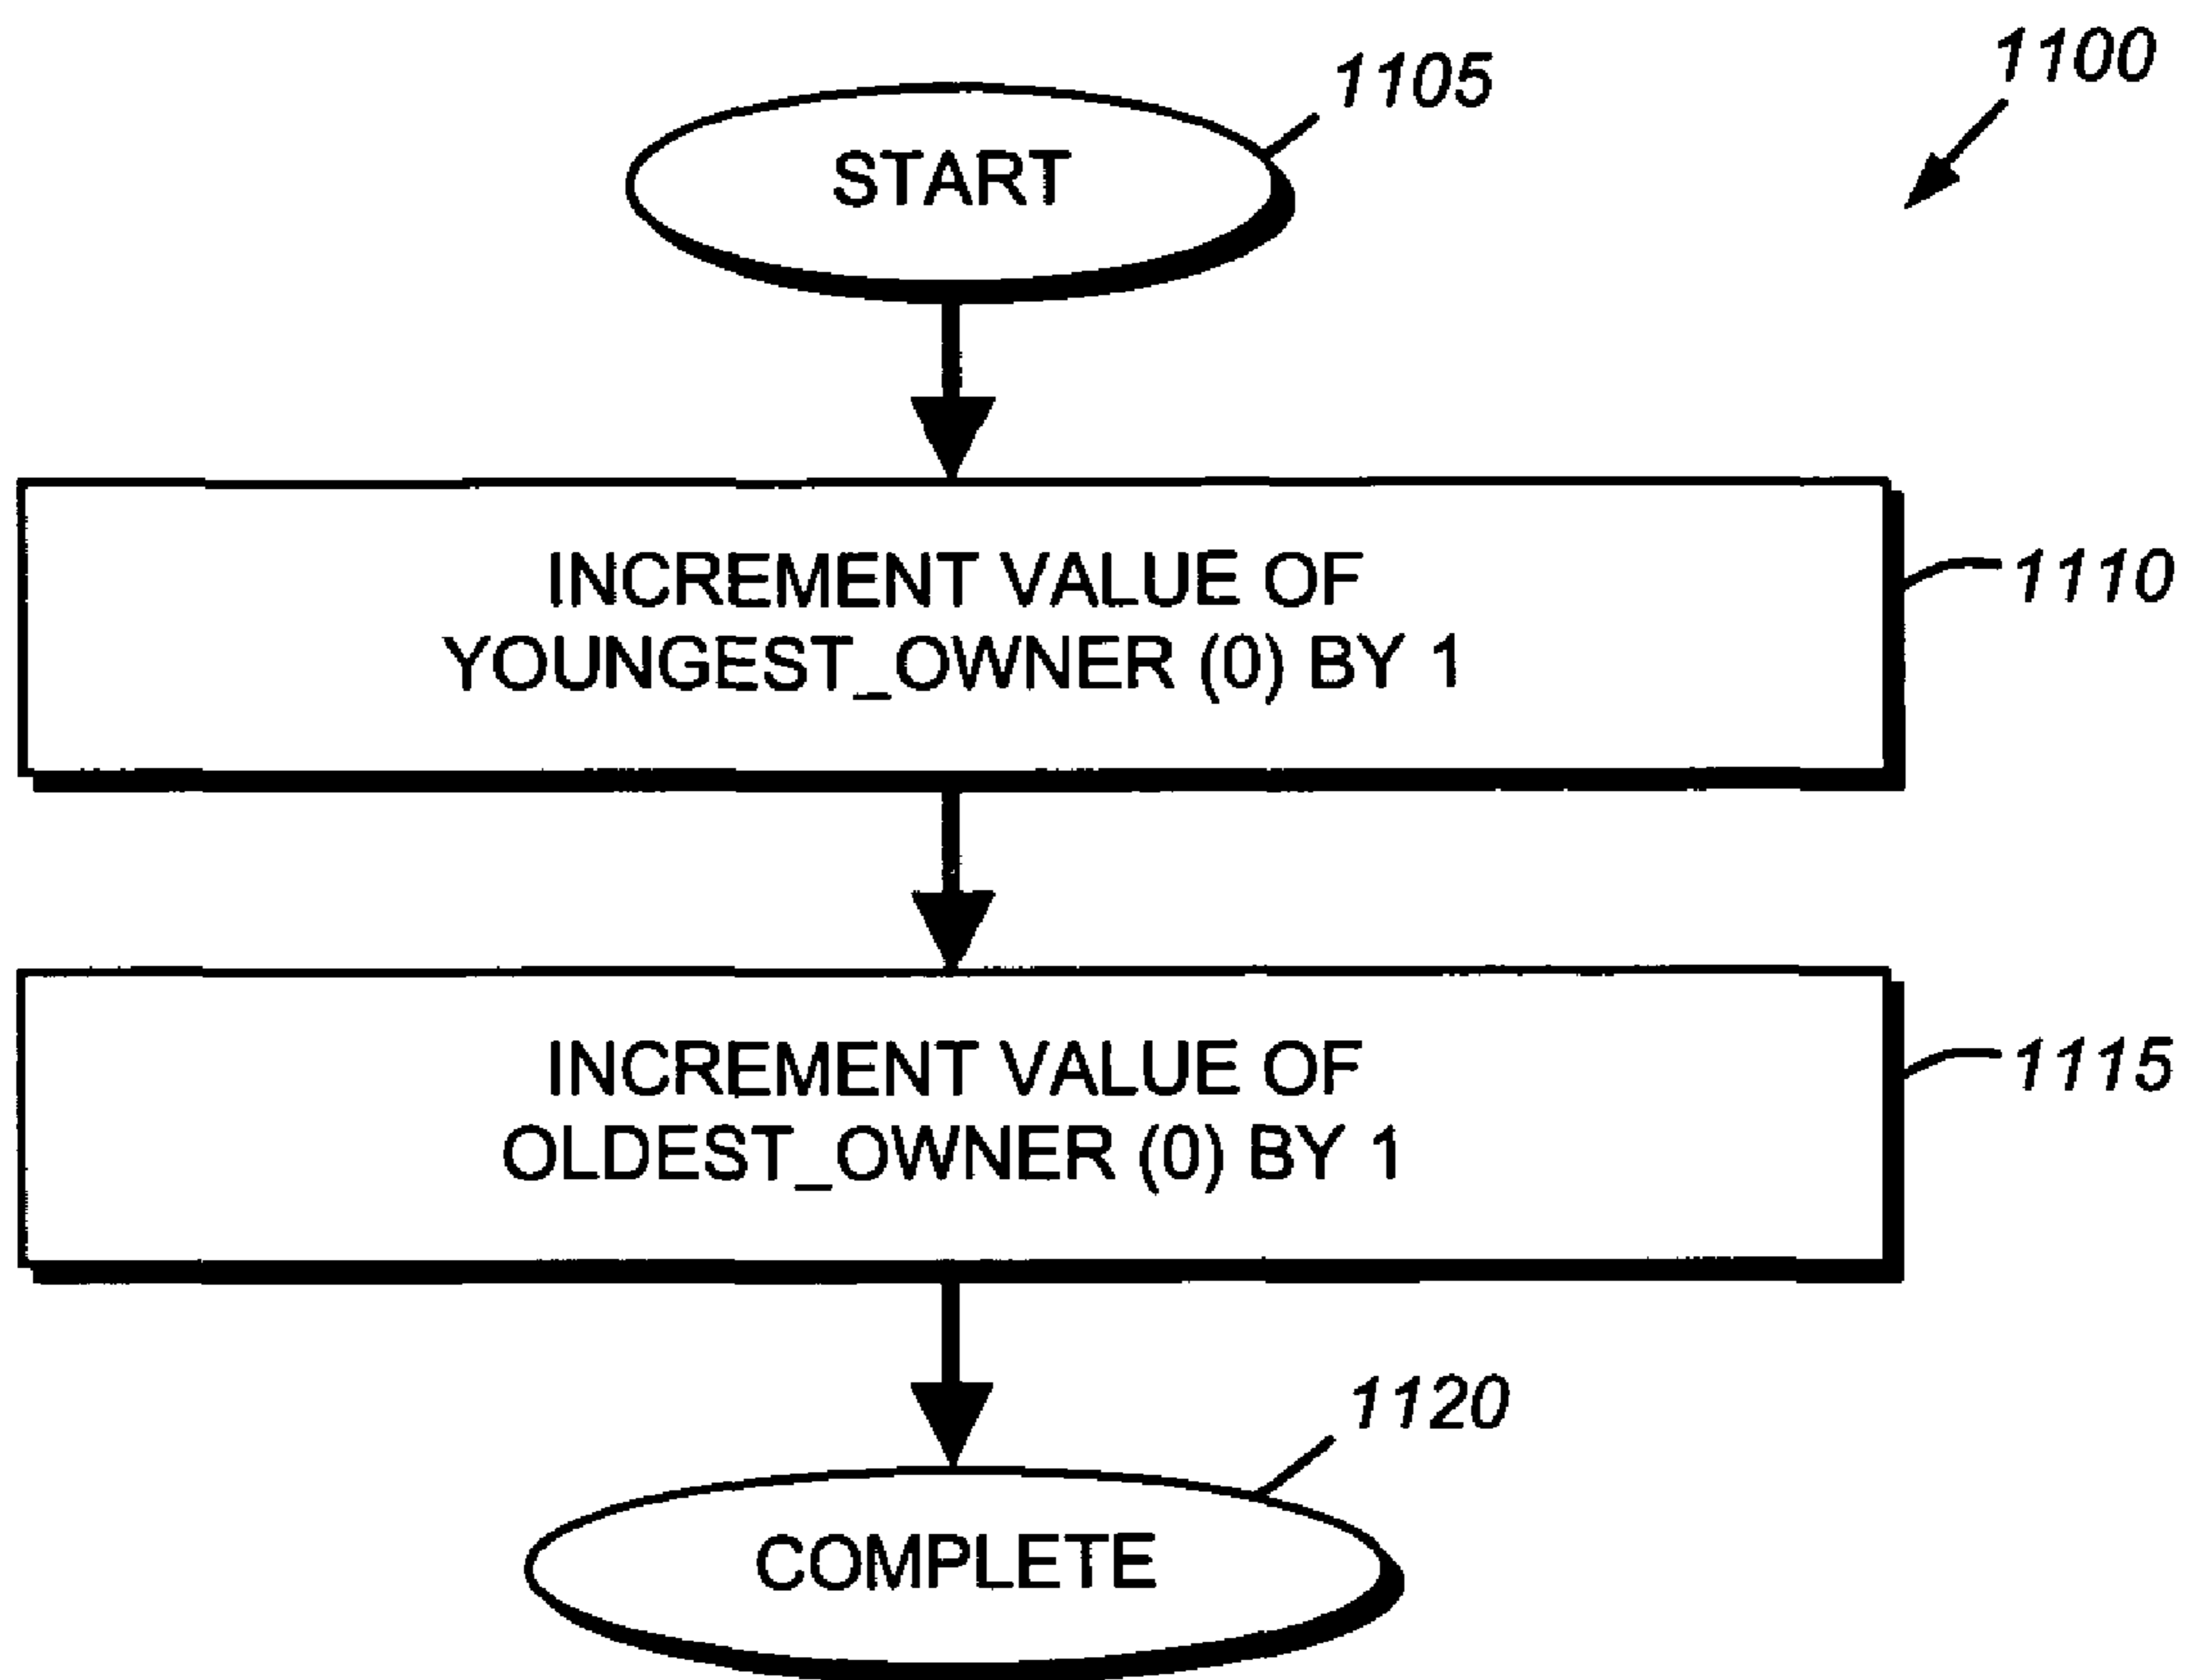 1100
1105
START
INCREMENT VALUE OF
YOUNGEST_OWNER (0) BY 1
1110
INCREMENT VALUE OF
OLDEST_OWNER (0) BY 1
1115
1120
COMPLETE